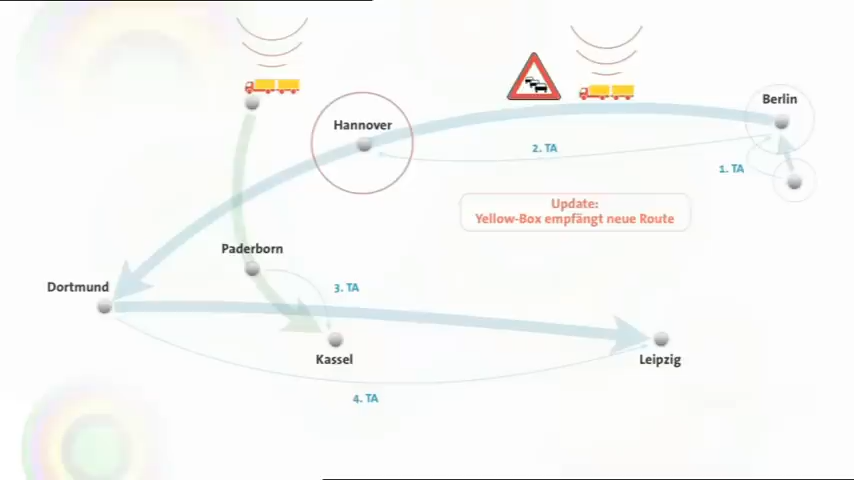 Berlin
Hannover
2. TA
1. TA
Update:
Yellow-Box empfängt neue Route
Paderborn
Dortmund
3. TA
Kassel
Leipzig
4. TA